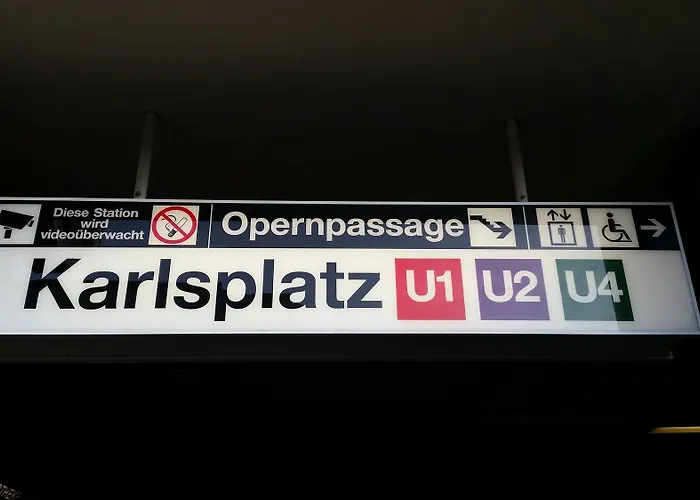 Diese Station
wird
videoüberwacht
Opernpassage
Karlsplatz U1 U2 U4